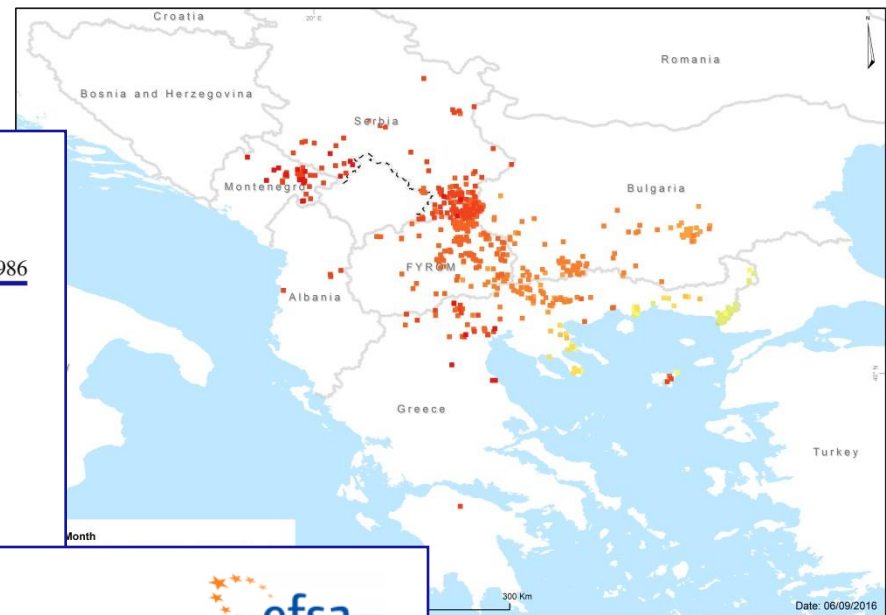 Croatia
20° E
N
Romania
Bosnia and Herzegovina
Serbia
Montenegro
Bulgaria
986
FYROM
Albania
40° N
Greece
Turkey
Month
300 Km
Date: 06/09/2016
efsa